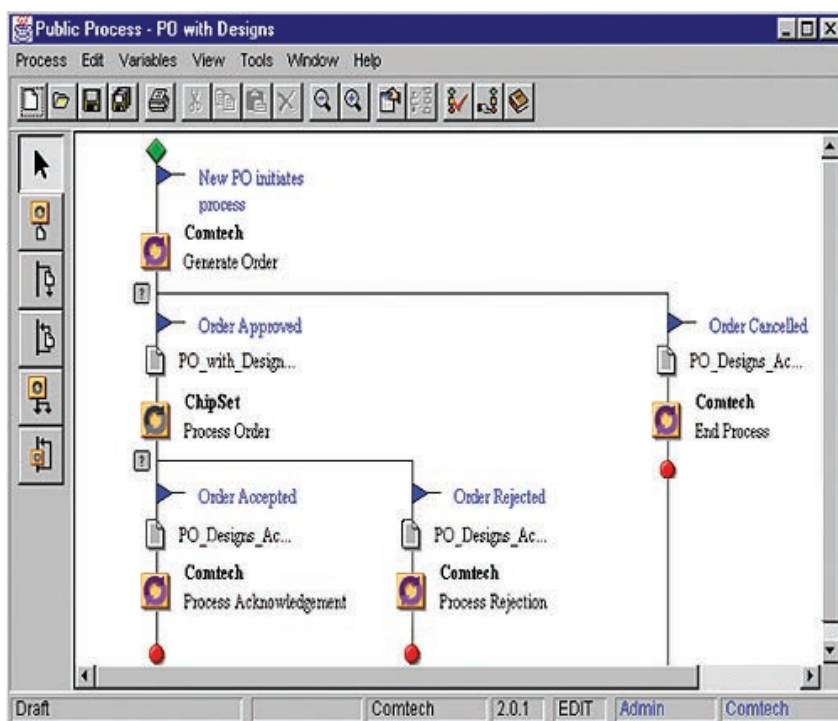 Public Process - PO with Designs
Process Edit Variables View Tools Window Help
New PO initiates
process
Comtech
Generate Order
?
Order Approved
Order Cancelled
PO_with_Design...
PO_Designs_Ac...
ChipSet
Comtech
Process Order
End Process
?
Order Accepted
Order Rejected
PO_Designs_Ac...
PO_Designs_Ac...
Comtech
Comtech
Process Acknowledgement
Process Rejection
Draft Comtech 2.0.1 EDIT Admin Comtech